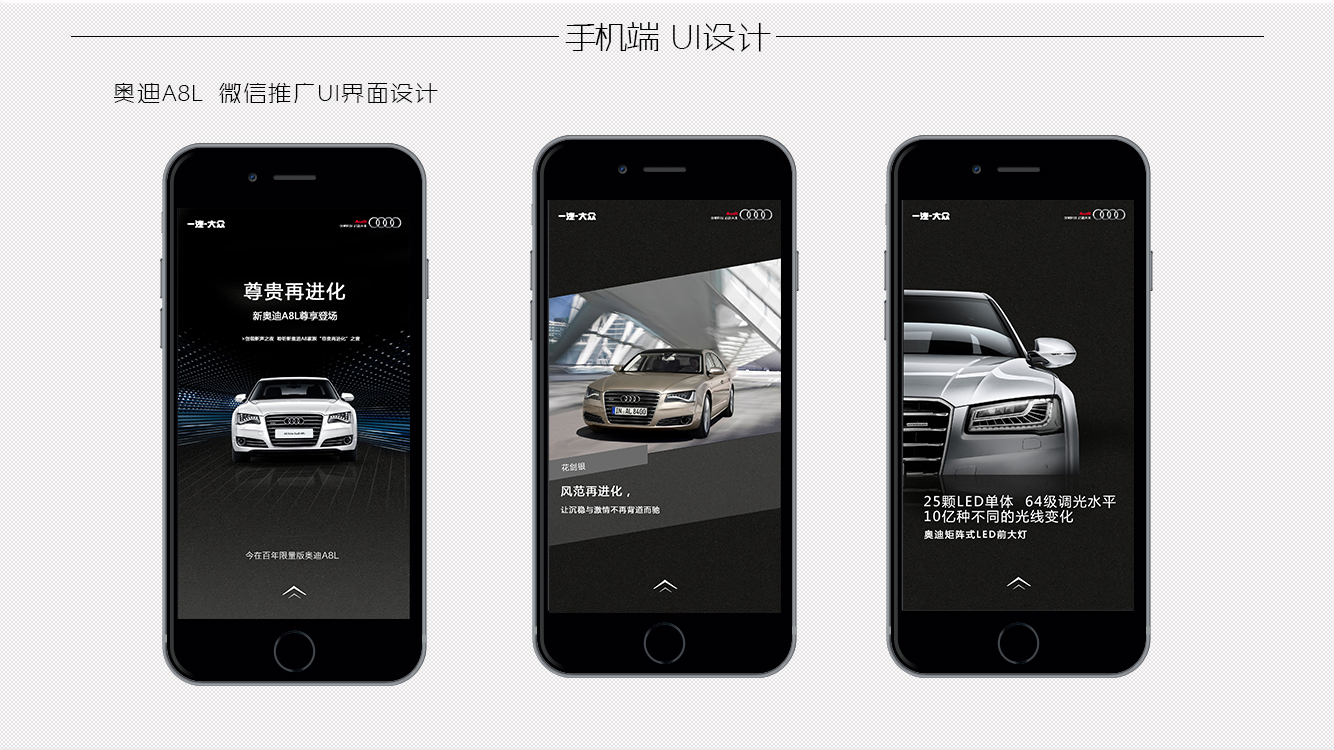 手机端 UI设计
奥迪A8L 微信推广UI界面设计
一汽-大众
Audi
尊贵再进化
新奥迪A8L尊享登场
今在百年限量版奥迪A8L
一汽-大众
Audi
IN·AL 8400
花剑银
风范再进化，
让沉稳与激情不再背道而驰
一汽-大众
Audi
25颗LED单体 64级调光水平
10亿种不同的光线变化
奥迪矩阵式LED前大灯